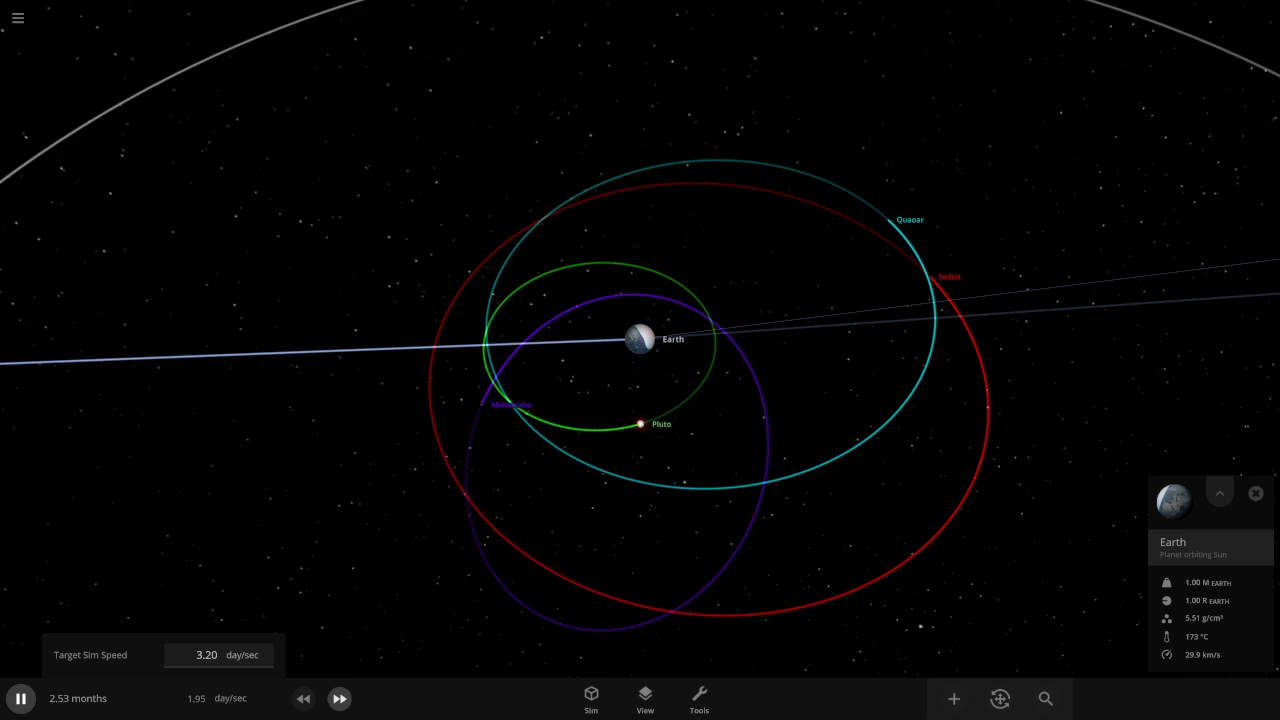 Quaoar
Sedna
Earth
Makemake
Pluto
Earth
Planet orbiting Sun
1.00 M EARTH
1.00 R EARTH
5.51 g/cm³
173 °C
29.9 km/s
Target Sim Speed 3.20 day/sec
2.53 months 1.95 day/sec
Sim View Tools